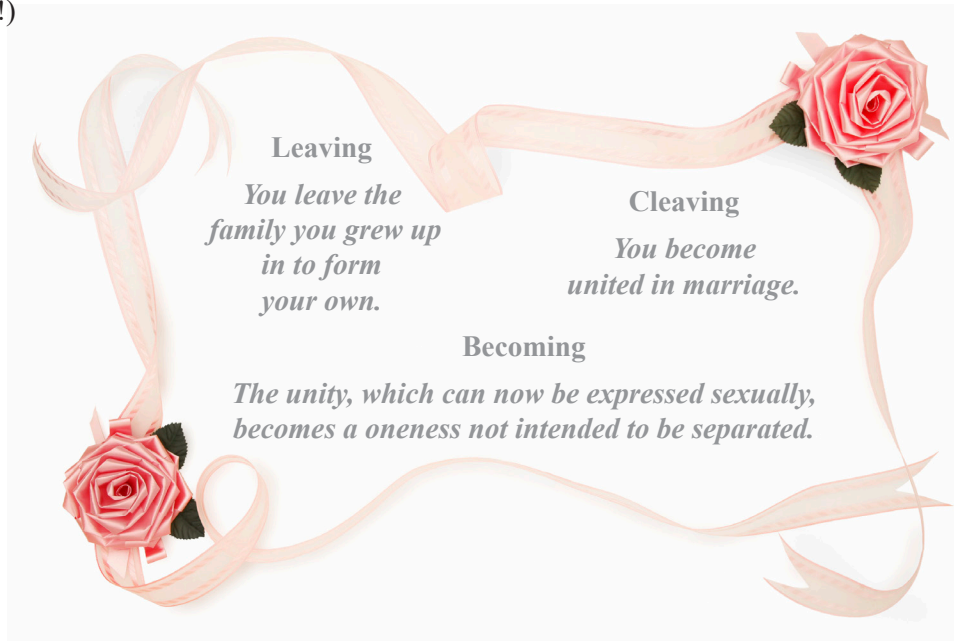 !)
Leaving
You leave the
family you grew up
in to form
your own.
Cleaving
You become
united in marriage.
Becoming
The unity, which can now be expressed sexually,
becomes a oneness not intended to be separated.